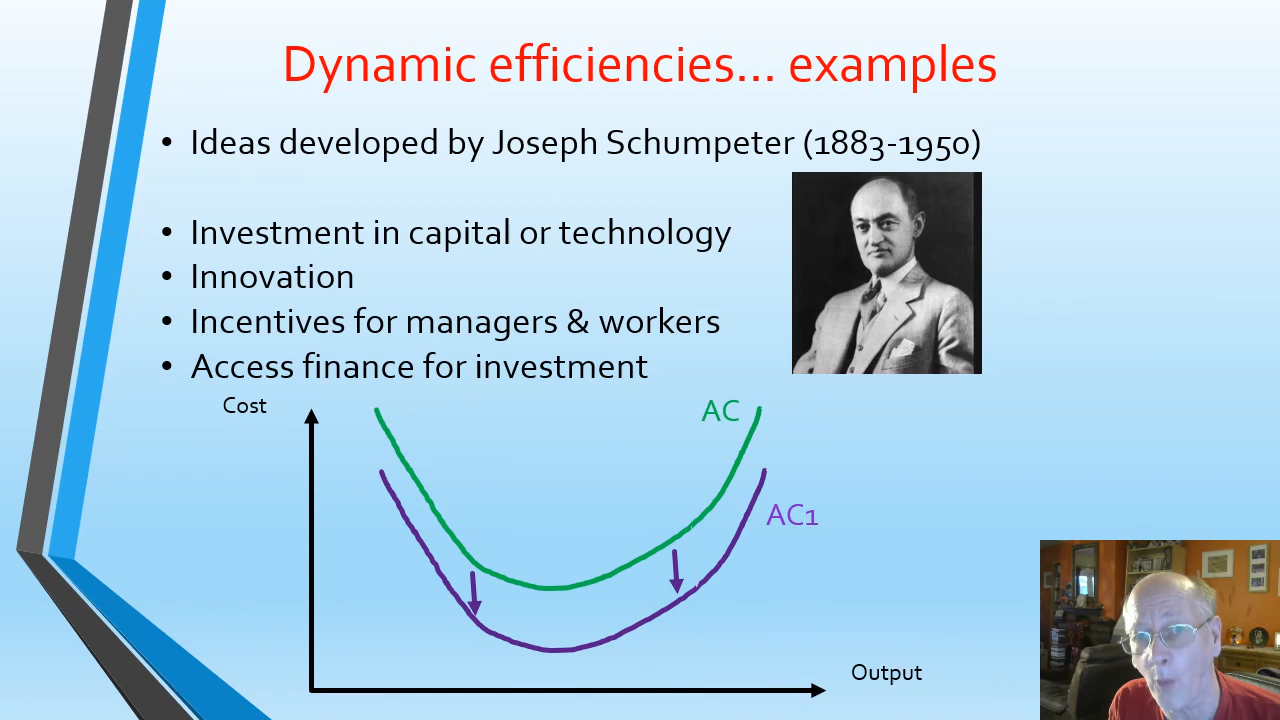 Dynamic efficiencies... examples
• Ideas developed by Joseph Schumpeter (1883-1950)
• Investment in capital or technology
• Innovation
• Incentives for managers & workers
• Access finance for investment
Cost
AC
AC1
Output